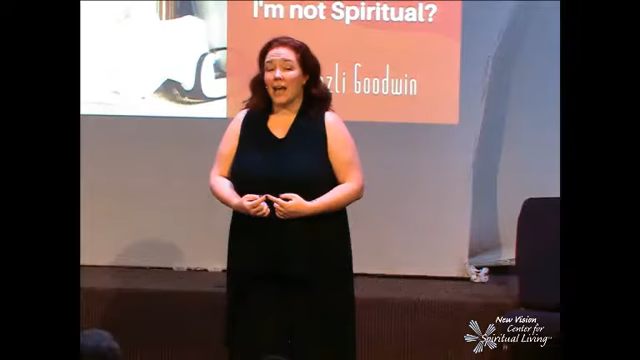 I'm not Spiritual?
Goodwin
New Vision
Center for
Spiritual Living